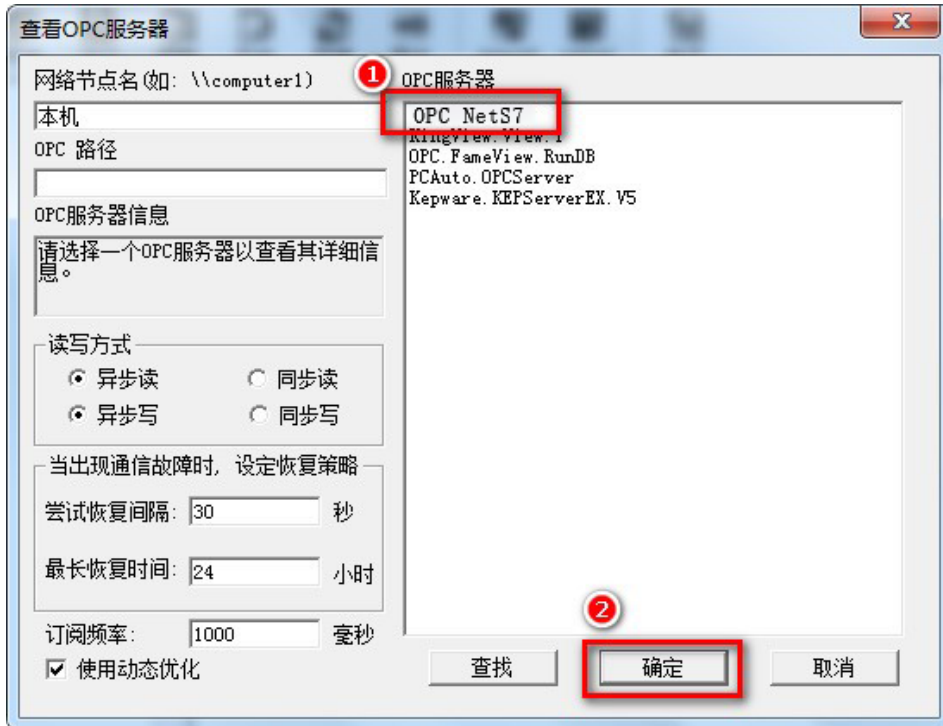 查看OPC服务器
网络节点名(如: \\computer1)
本机
OPC 路径
OPC服务器信息
请选择一个OPC服务器以查看其详细信
息。
读写方式
异步读 同步读
异步写 同步写
当出现通信故障时, 设定恢复策略
尝试恢复间隔: 30 秒
最长恢复时间: 24 小时
订阅频率: 1000 毫秒
使用动态优化
1
OPC服务器
OPC NetS7
KingView.View.1
OPC.FameView.RunDB
PCAuto.OPCServer
Kepware.KEPServerEX.V5
2
查找 确定 取消